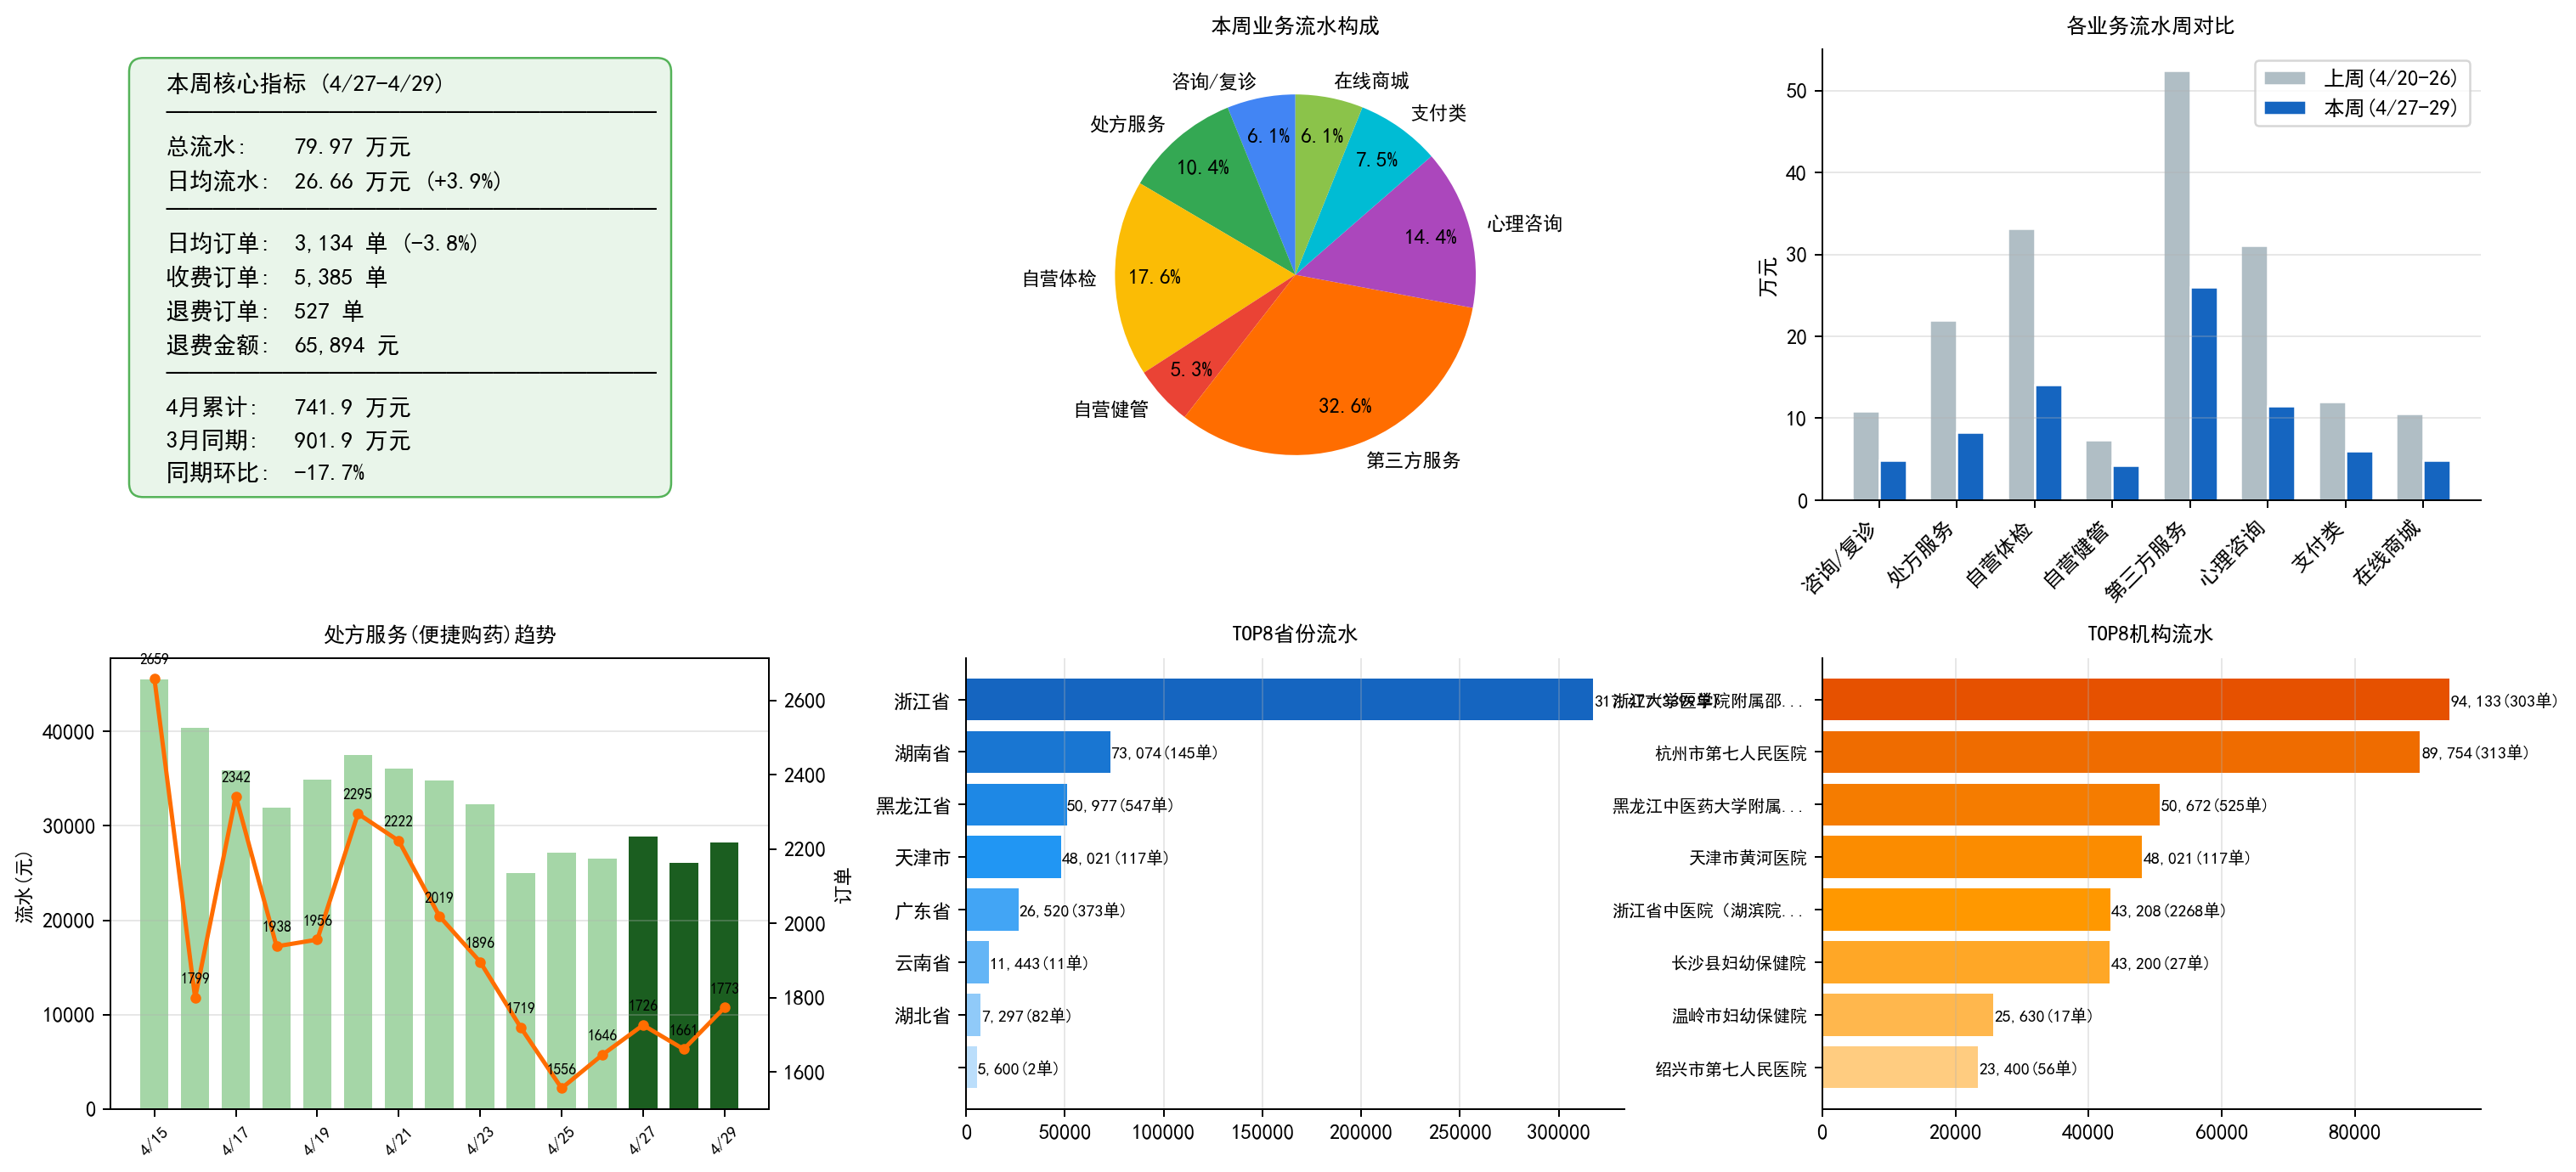 本周核心指标 (4/27-4/29)
总流水: 79.97 万元
日均流水: 26.66 万元 (+3.9%)
日均订单: 3,134 单 (-3.8%)
收费订单: 5,385 单
退费订单: 527 单
退费金额: 65,894 元
4月累计: 741.9 万元
3月同期: 901.9 万元
同期环比: -17.7%
本周业务流水构成
咨询/复诊
在线商城
支付类
处方服务
心理咨询
自营体检
自营健管
第三方服务
6.1%
6.1%
7.5%
10.4%
14.4%
17.6%
5.3%
32.6%
各业务流水周对比
上周(4/20-26)
本周(4/27-29)
万元
50
40
30
20
10
0
咨询/复诊
处方服务
自营体检
自营健管
第三方服务
心理咨询
支付类
在线商城
处方服务(便捷购药)趋势
流水(元)
订单
40000
30000
20000
10000
0
2600
2400
2200
2000
1800
1600
2659
1799
2342
1938
1956
2295
2222
2019
1896
1719
1556
1646
1726
1661
1773
4/15
4/17
4/19
4/21
4/23
4/25
4/27
4/29
TOP8省份流水
浙江省
湖南省 73,074(145单)
黑龙江省 50,977(547单)
天津市 48,021(117单)
广东省 26,520(373单)
云南省 11,443(11单)
湖北省 7,297(82单)
5,600(2单)
0
50000
100000
150000
200000
250000
300000
TOP8机构流水
浙江大学医学院附属邵... 94,133(303单)
杭州市第七人民医院 89,754(313单)
黑龙江中医药大学附属... 50,672(525单)
天津市黄河医院 48,021(117单)
浙江省中医院（湖滨院... 43,208(2268单)
长沙县妇幼保健院 43,200(27单)
温岭市妇幼保健院 25,630(17单)
绍兴市第七人民医院 23,400(56单)
0
20000
40000
60000
80000